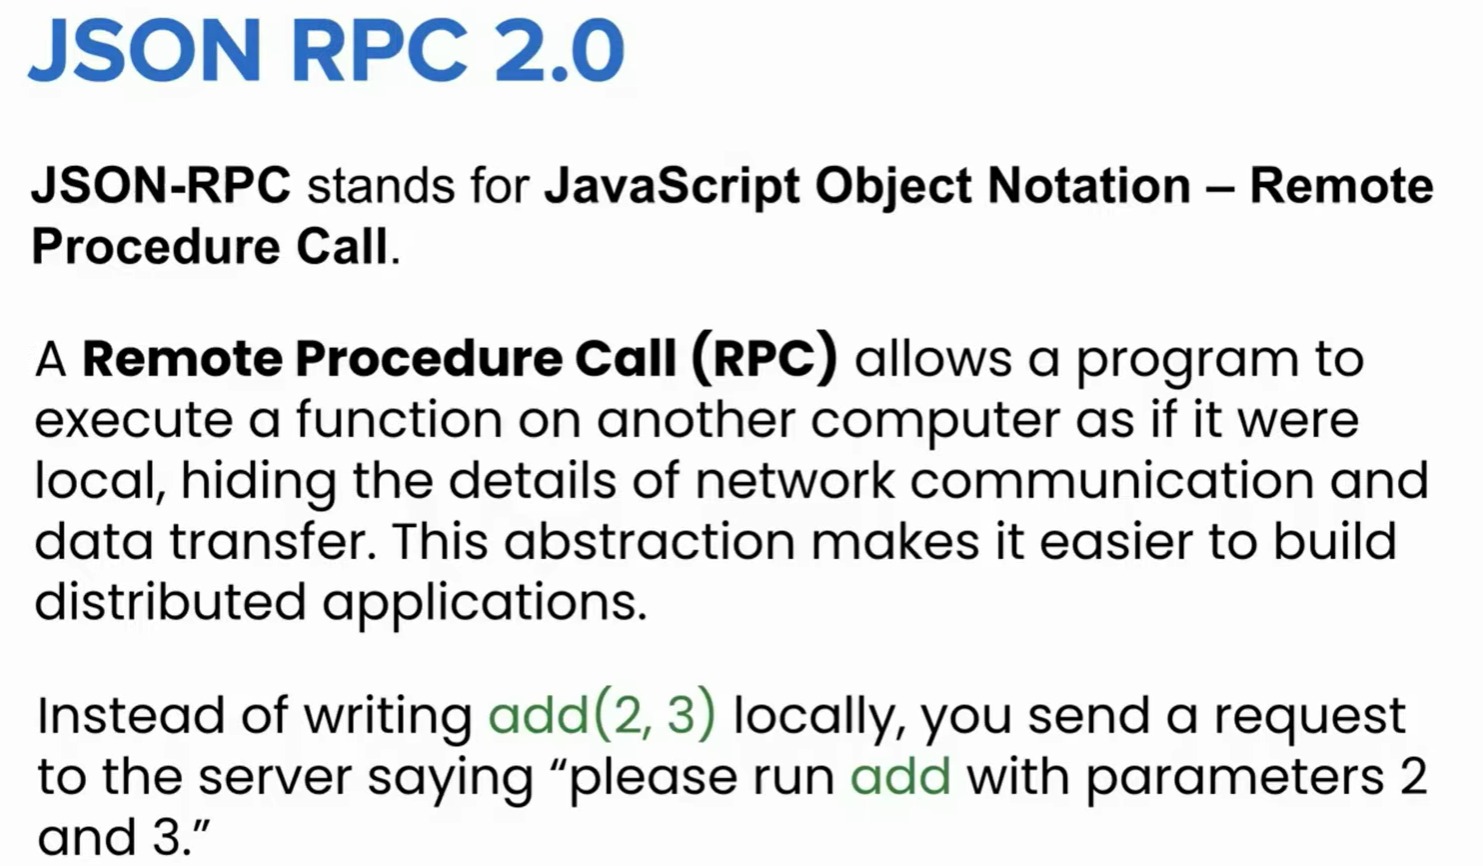 JSON RPC 2.0
JSON-RPC stands for JavaScript Object Notation – Remote
Procedure Call.
A Remote Procedure Call (RPC) allows a program to
execute a function on another computer as if it were
local, hiding the details of network communication and
data transfer. This abstraction makes it easier to build
distributed applications.
Instead of writing add(2, 3) locally, you send a request
to the server saying “please run add with parameters 2
and 3.”